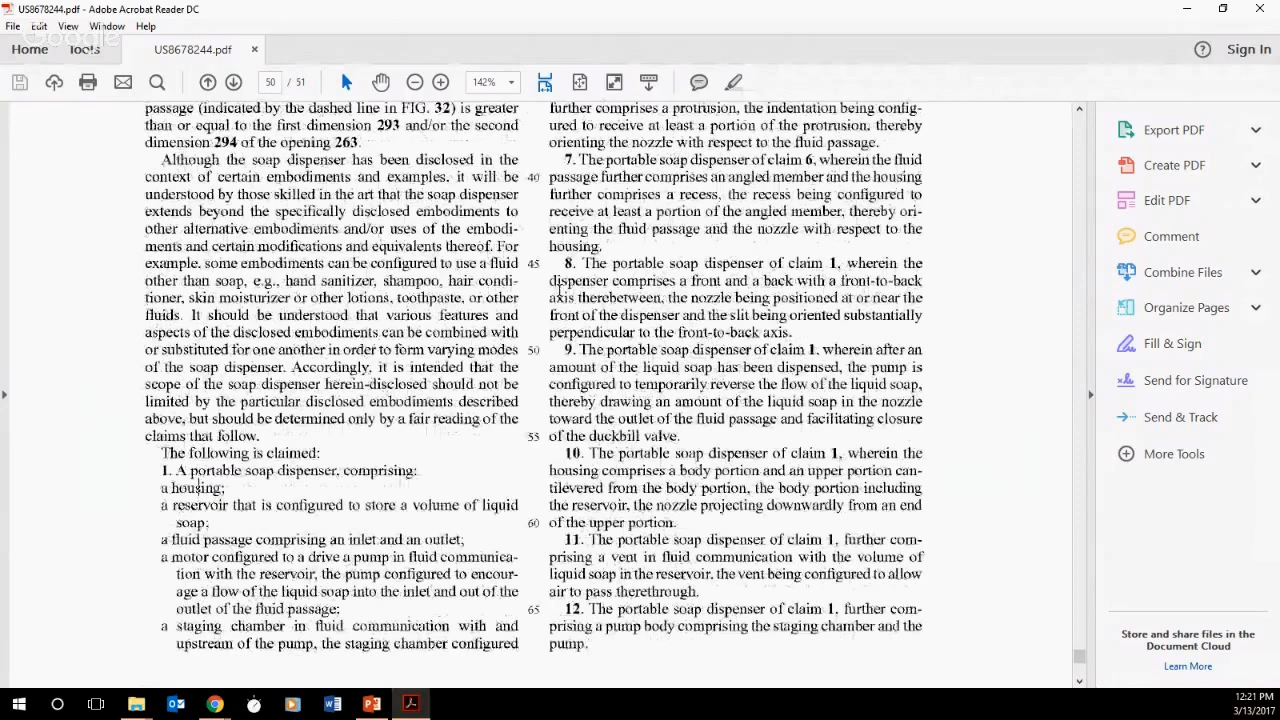 US8678244.pdf - Adobe Acrobat Reader DC
File Edit View Window Help
Google
Home Tools US8678244.pdf × Sign In
50 / 51 142%
passage (indicated by the dashed line in FIG. 32) is greater
than or equal to the first dimension 293 and/or the second
dimension 294 of the opening 263.
Although the soap dispenser has been disclosed in the
context of certain embodiments and examples, it will be
understood by those skilled in the art that the soap dispenser
extends beyond the specifically disclosed embodiments to
other alternative embodiments and/or uses of the embodi-
ments and certain modifications and equivalents thereof. For
example, some embodiments can be configured to use a fluid
other than soap, e.g., hand sanitizer, shampoo, hair condi-
tioner, skin moisturizer or other lotions, toothpaste, or other
fluids. It should be understood that various features and
aspects of the disclosed embodiments can be combined with
or substituted for one another in order to form varying modes
of the soap dispenser. Accordingly, it is intended that the
scope of the soap dispenser herein-disclosed should not be
limited by the particular disclosed embodiments described
above, but should be determined only by a fair reading of the
claims that follow.
The following is claimed:
1. A portable soap dispenser, comprising:
a housing;
a reservoir that is configured to store a volume of liquid
soap;
a fluid passage comprising an inlet and an outlet;
a motor configured to a drive a pump in fluid communica-
tion with the reservoir, the pump configured to encour-
age a flow of the liquid soap into the inlet and out of the
outlet of the fluid passage;
a staging chamber in fluid communication with and
upstream of the pump, the staging chamber configured
40
45
50
55
60
65
further comprises a protrusion, the indentation being config-
ured to receive at least a portion of the protrusion, thereby
orienting the nozzle with respect to the fluid passage.
7. The portable soap dispenser of claim 6, wherein the fluid
passage further comprises an angled member and the housing
further comprises a recess, the recess being configured to
receive at least a portion of the angled member, thereby ori-
enting the fluid passage and the nozzle with respect to the
housing.
8. The portable soap dispenser of claim 1, wherein the
dispenser comprises a front and a back with a front-to-back
axis therebetween, the nozzle being positioned at or near the
front of the dispenser and the slit being oriented substantially
perpendicular to the front-to-back axis.
9. The portable soap dispenser of claim 1, wherein after an
amount of the liquid soap has been dispensed, the pump is
configured to temporarily reverse the flow of the liquid soap,
thereby drawing an amount of the liquid soap in the nozzle
toward the outlet of the fluid passage and facilitating closure
of the duckbill valve.
10. The portable soap dispenser of claim 1, wherein the
housing comprises a body portion and an upper portion can-
tilevered from the body portion, the body portion including
the reservoir, the nozzle projecting downwardly from an end
of the upper portion.
11. The portable soap dispenser of claim 1, further com-
prising a vent in fluid communication with the volume of
liquid soap in the reservoir, the vent being configured to allow
air to pass therethrough.
12. The portable soap dispenser of claim 1, further com-
prising a pump body comprising the staging chamber and the
pump.
Export PDF
Create PDF
Edit PDF
Comment
Combine Files
Organize Pages
Fill & Sign
Send for Signature
Send & Track
More Tools
Store and share files in the
Document Cloud
Learn More
12:21 PM
3/13/2017